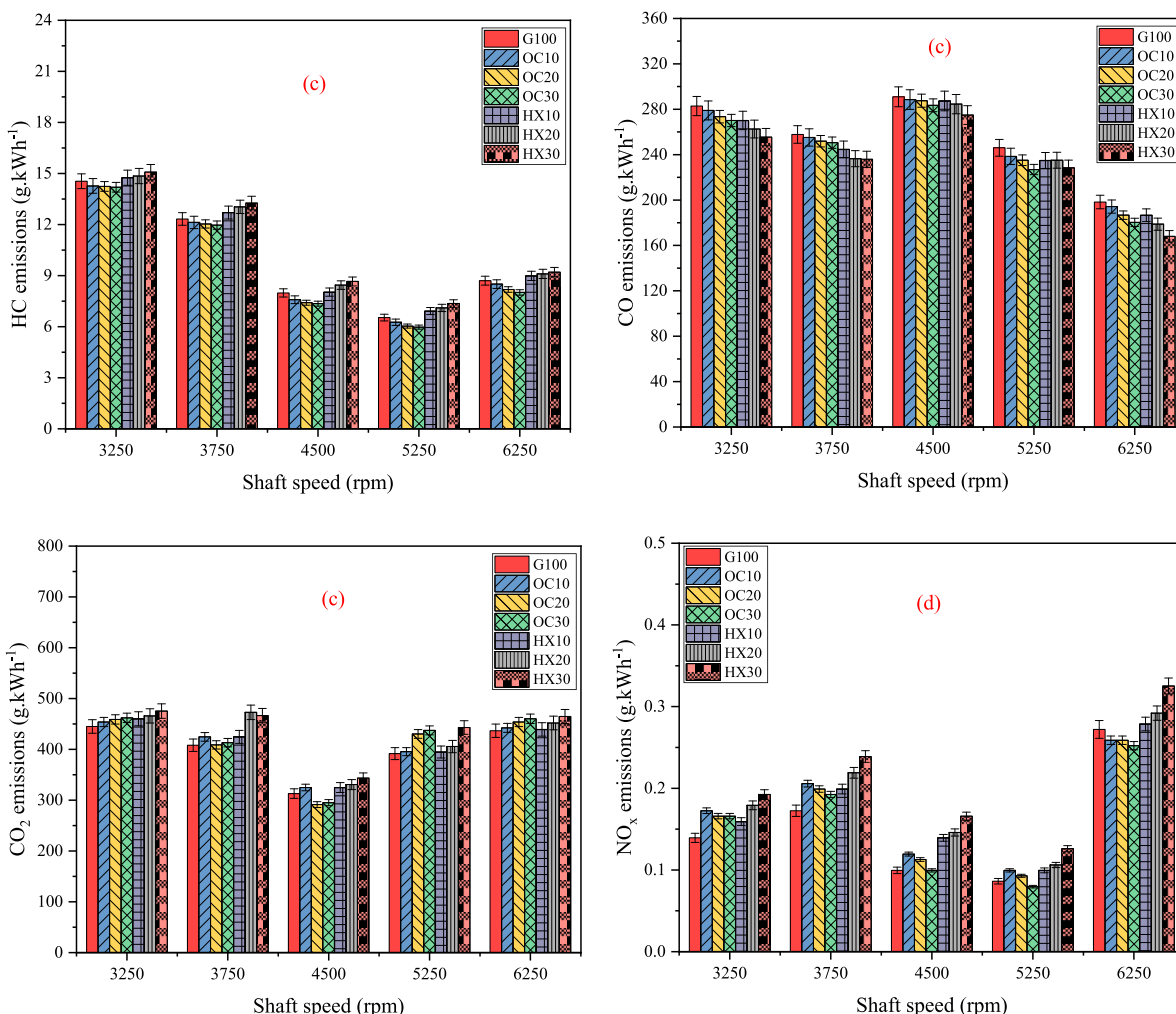 24
21
18
15
12
9
6
3
0
HC emissions (g.kWh-1)
(c)
G100
OC10
OC20
OC30
HX10
HX20
HX30
3250 3750 4500 5250 6250
Shaft speed (rpm)
360
320
280
240
200
160
120
80
40
0
CO emissions (g.kWh-1)
(c)
G100
OC10
OC20
OC30
HX10
HX20
HX30
3250 3750 4500 5250 6250
Shaft speed (rpm)
800
700
600
500
400
300
200
100
0
CO2 emissions (g.kWh-1)
(c)
G100
OC10
OC20
OC30
HX10
HX20
HX30
3250 3750 4500 5250 6250
Shaft speed (rpm)
0.5
0.4
0.3
0.2
0.1
0.0
NOx emissions (g.kWh-1)
G100
OC10
OC20
OC30
HX10
HX20
HX30
(d)
3250 3750 4500 5250 6250
Shaft speed (rpm)